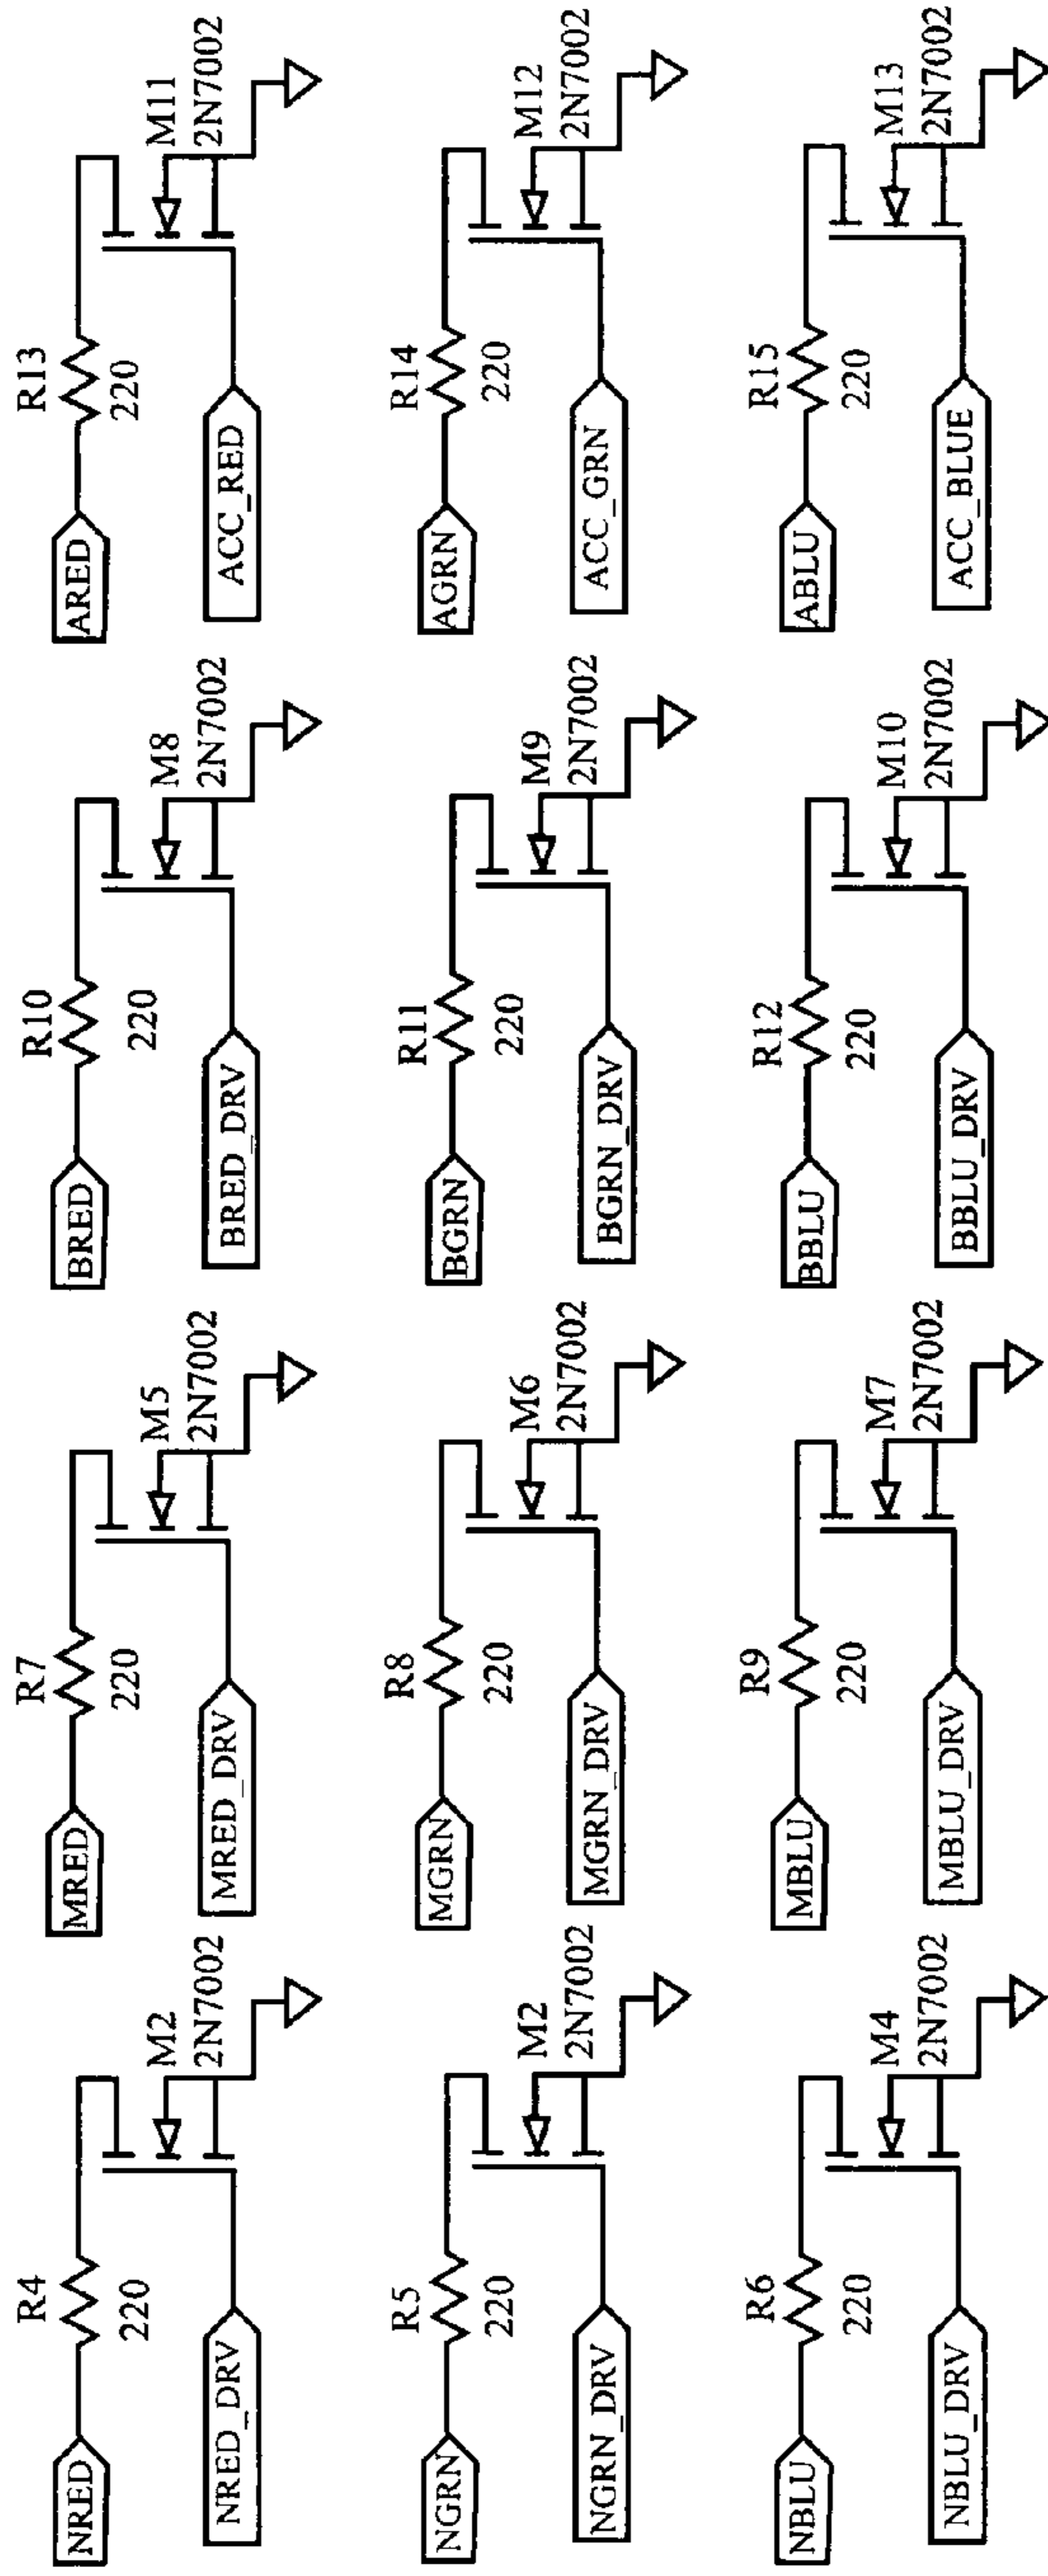 NRED
R4
220
NRED_DRV
M2
2N7002
MRED
R7
220
MRED_DRV
M5
2N7002
BRED
R10
220
BRED_DRV
M8
2N7002
ARED
R13
220
ACC_RED
M11
2N7002
NGRN
R5
220
NGRN_DRV
M2
2N7002
MGRN
R8
220
MGRN_DRV
M6
2N7002
BGRN
R11
220
BGRN_DRV
M9
2N7002
AGRN
R14
220
ACC_GRN
M12
2N7002
NBLU
R6
220
NBLU_DRV
M4
2N7002
MBLU
R9
220
MBLU_DRV
M7
2N7002
BBLU
R12
220
BBLU_DRV
M10
2N7002
ABLU
R15
220
ACC_BLUE
M13
2N7002